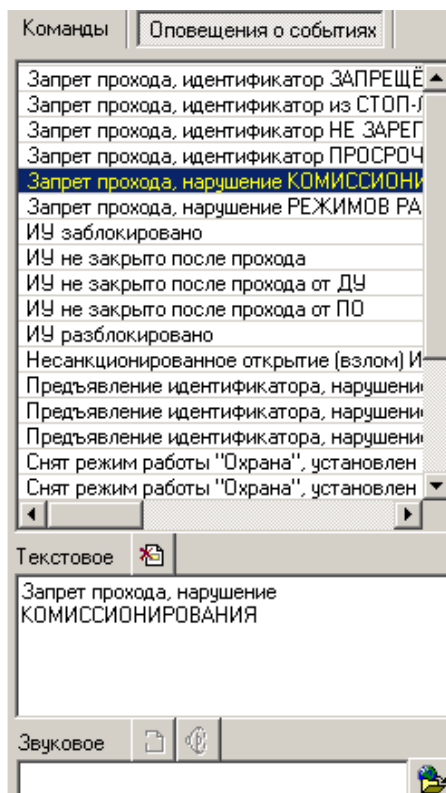 Команды Оповещения о событиях
Запрет прохода, идентификатор ЗАПРЕЩЁ
Запрет прохода, идентификатор из СТОП-Л
Запрет прохода, идентификатор НЕ ЗАРЕГ
Запрет прохода, идентификатор ПРОСРОЧ
Запрет прохода, нарушение КОМИССИОНИ
Запрет прохода, нарушение РЕЖИМОВ РА
ИУ заблокировано
ИУ не закрыто после прохода
ИУ не закрыто после прохода от ДУ
ИУ не закрыто после прохода от ПО
ИУ разблокировано
Несанкционированное открытие (взлом) И
Предъявление идентификатора, нарушени
Предъявление идентификатора, нарушени
Предъявление идентификатора, нарушени
Снят режим работы "Охрана", установлен
Снят режим работы "Охрана", установлен
Текстовое
Запрет прохода, нарушение
КОМИССИОНИРОВАНИЯ
Звуковое